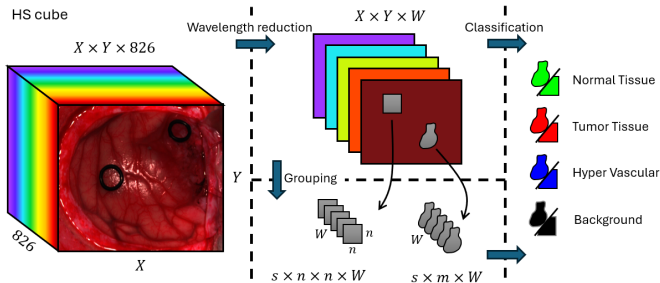 HS cube
X × Y × 826
826
X
Y
Wavelength reduction
X × Y × W
Grouping
W
n
n
s × n × n × W
W
s × m × W
Classification
Normal Tissue
Tumor Tissue
Hyper Vascular
Background